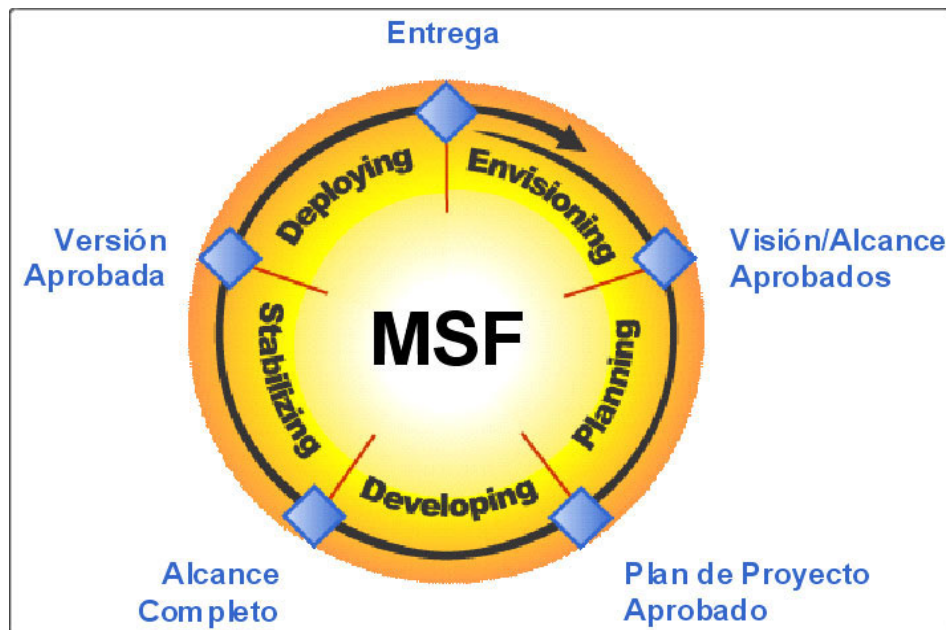 Entrega
Deploying
Envisioning
Versión
Aprobada
Visión/Alcance
Aprobados
MSF
Stabilizing
Planning
Developing
Alcance
Completo
Plan de Proyecto
Aprobado